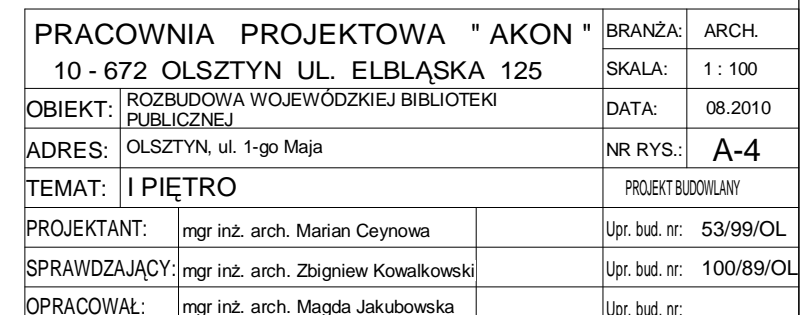 PRACOWNIA PROJEKTOWA " AKON " BRANŻA: ARCH.
10 - 672 OLSZTYN UL. ELBLĄSKA 125 SKALA: 1 : 100
OBIEKT: ROZBUDOWA WOJEWÓDZKIEJ BIBLIOTEKI
PUBLICZNEJ DATA: 08.2010
ADRES: OLSZTYN, ul. 1-go Maja NR RYS.: A-4
TEMAT: I PIĘTRO PROJEKT BUDOWLANY
PROJEKTANT: mgr inż. arch. Marian Ceynowa Upr. bud. nr: 53/99/OL
SPRAWDZAJĄCY: mgr inż. arch. Zbigniew Kowalkowski Upr. bud. nr: 100/89/OL
OPRACOWAŁ: mgr inż. arch. Magda Jakubowska Upr. bud. nr: